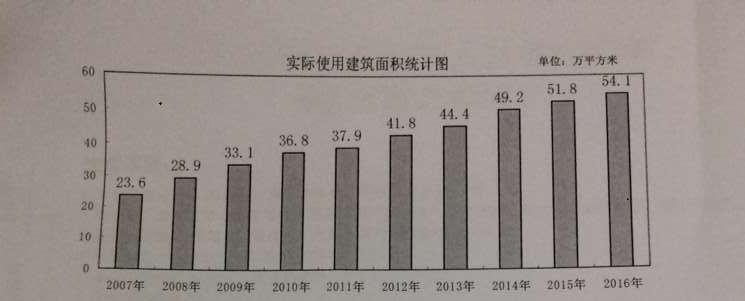 实际使用建筑面积统计图
单位：万平方米
60
50
40
30
20
10
0
23.6
28.9
33.1
36.8
37.9
41.8
44.4
49.2
51.8
54.1
2007年
2008年
2009年
2010年
2011年
2012年
2013年
2014年
2015年
2016年